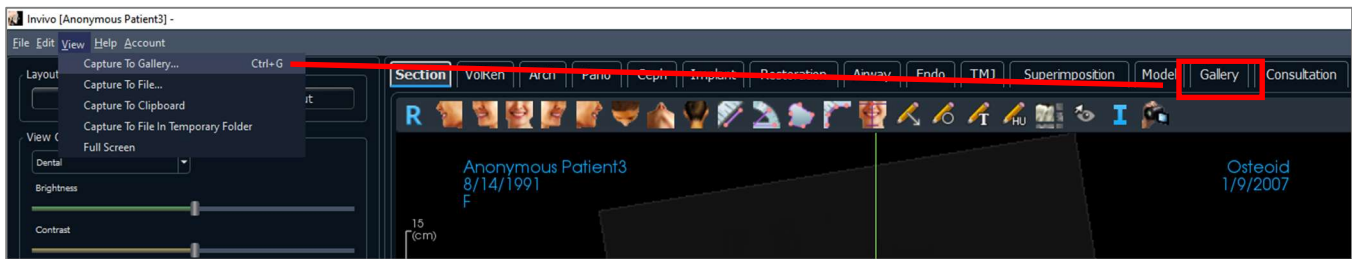 Invivo [Anonymous Patient3] -
File Edit View Help Account
Capture To Gallery... Ctrl+G
Capture To File...
Capture To Clipboard
Capture To File In Temporary Folder
Full Screen
Layout
ut
View
Dental
Brightness
Contrast
Section VolRen Arch Pano Ceph Implant Restoration Airway Endo TMJ Superimposition Model Gallery Consultation
R T HU I
Anonymous Patient3
8/14/1991
F
Osteoid
1/9/2007
15
(cm)